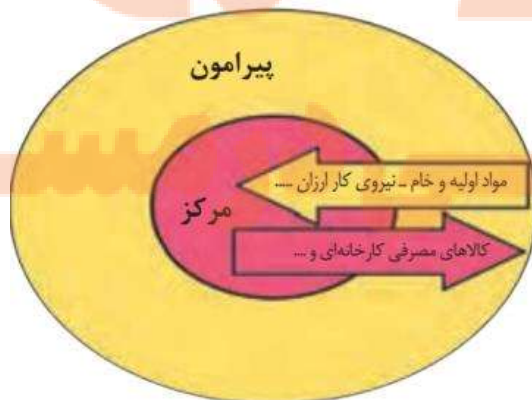 پیرامون
مواد اولیه و خام ـ نیروی کار ارزان .....
مرکز
کالاهای مصرفی کارخانه‌ای و ....